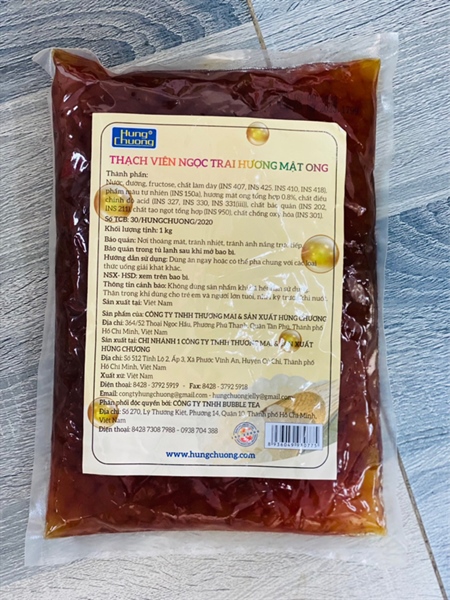 Hung
Chuong
THẠCH VIÊN NGỌC TRAI HƯƠNG MẬT ONG
Thành phần:
Nước, đường, fructose, chất làm dày (INS 407, INS 425, INS 410, INS 418),
phẩm màu tự nhiên (INS 150a), hương mật ong tổng hợp 0.8%, chất điều
chỉnh độ acid (INS 327, INS 330, INS 331(iii)), chất bảo quản (INS 202,
INS 211), chất tạo ngọt tổng hợp (INS 950), chất chống oxy hóa (INS 301).
Số TCB: 30/HUNGCHUONG/2020
Khối lượng tịnh: 1 kg
Bảo quản: Nơi thoáng mát, tránh nhiệt, tránh ánh nắng trực tiếp.
Bảo quản trong tủ lạnh sau khi mở bao bì.
Hướng dẫn sử dụng: Dùng ăn ngay hoặc có thể pha chung với các loại
thức uống giải khát khác.
NSX- HSD: xem trên bao bì.
Thông tin cảnh báo: Không dùng sản phẩm khi hết hạn sử dụng.
Thận trọng khi dùng cho trẻ em và người lớn tuổi, nhai kỹ trước khi nuốt.
Sản xuất tại: Việt Nam
Sản phẩm của: CÔNG TY TNHH THƯƠNG MẠI & SẢN XUẤT HÙNG CHƯƠNG
Địa chỉ: 364/52 Thoại Ngọc Hầu, Phường Phú Thạnh, Quận Tân Phú, Thành phố
Hồ Chí Minh, Việt Nam
Sản xuất tại: CHI NHÁNH 1 CÔNG TY TNHH THƯƠNG MẠI & SẢN XUẤT
HÙNG CHƯƠNG
Địa chỉ: Số 512 Tỉnh Lộ 2, Ấp 3, Xã Phước Vĩnh An, Huyện Củ Chi, Thành phố
Hồ Chí Minh, Việt Nam
Xuất xứ: Việt Nam
Điện thoại: 8428 - 3792 5919 - Fax: 8428 - 3792 5918
Email: congtyhungchuong@gmail.com - hungchuongjelly@gmail.com
Phân phối độc quyền bởi: CÔNG TY TNHH BUBBLE TEA
Địa chỉ: Số 270, Lý Thường Kiệt, Phường 14, Quận 10, Thành phố Hồ Chí Minh,
Việt Nam
Điện thoại: 8428 7308 7988 - 0938 704 388
www.hungchuong.com